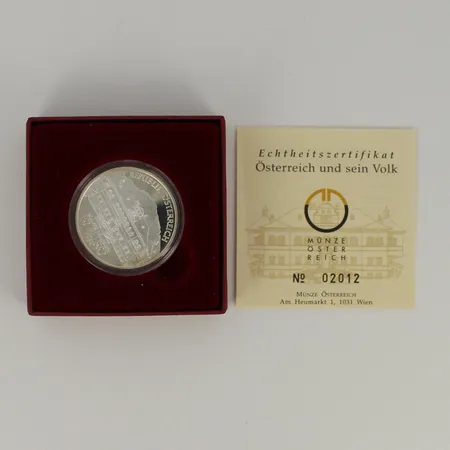 REPUBLIK ÖSTERREICH
Echtheitszertifikat
Österreich und sein Volk
MÜNZE
ÖSTER
REICH
Nº 02012
MÜNZE ÖSTERREICH
Am Heumarkt 1, 1031 Wien